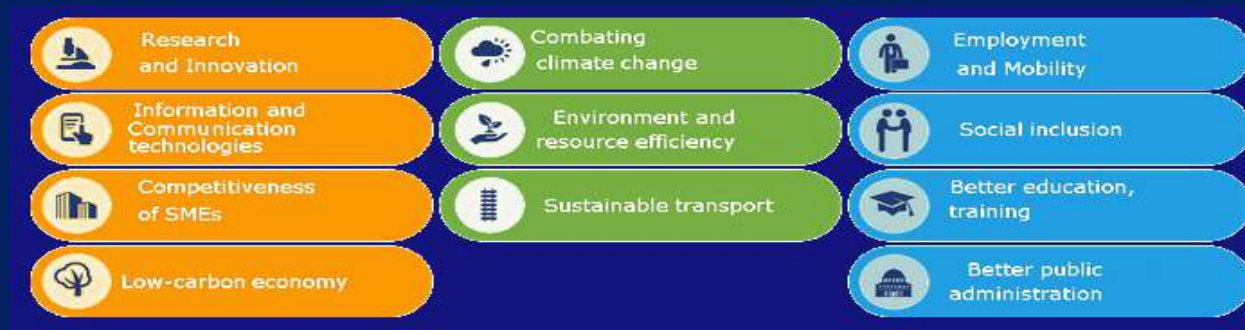 Research
and Innovation
Information and
Communication
technologies
Competitiveness
of SMEs
Low-carbon economy
Combating
climate change
Environment and
resource efficiency
Sustainable transport
Employment
and Mobility
Social inclusion
Better education,
training
Better public
administration